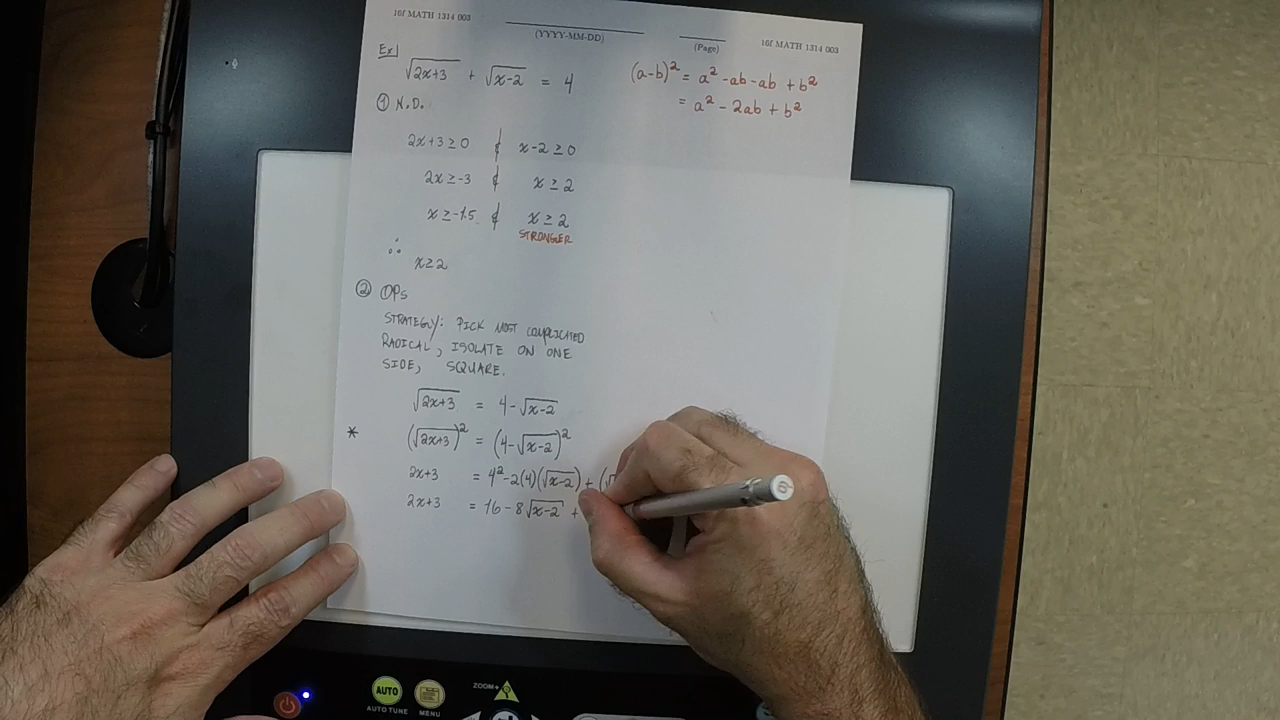 16f MATH 1314 003
(YYYY-MM-DD)
(Page)
16f MATH 1314 003
Ex1
√(2x+3) + √(x-2) = 4
(a-b)² = a² - ab - ab + b²
= a² - 2ab + b²
① N.D.
2x+3 ≥ 0 & x-2 ≥ 0
2x ≥ -3 & x ≥ 2
x ≥ -1.5 & x ≥ 2
STRONGER
∴ x ≥ 2
② OPs
STRATEGY: PICK MOST COMPLICATED
RADICAL, ISOLATE ON ONE
SIDE, SQUARE.
√(2x+3) = 4-√(x-2)
* (√(2x+3))² = (4-√(x-2))²
2x+3 = 4²-2(4)(√(x-2)) + (√
2x+3 = 16-8√(x-2) +
AUTO
AUTO TUNE
MENU
ZOOM+